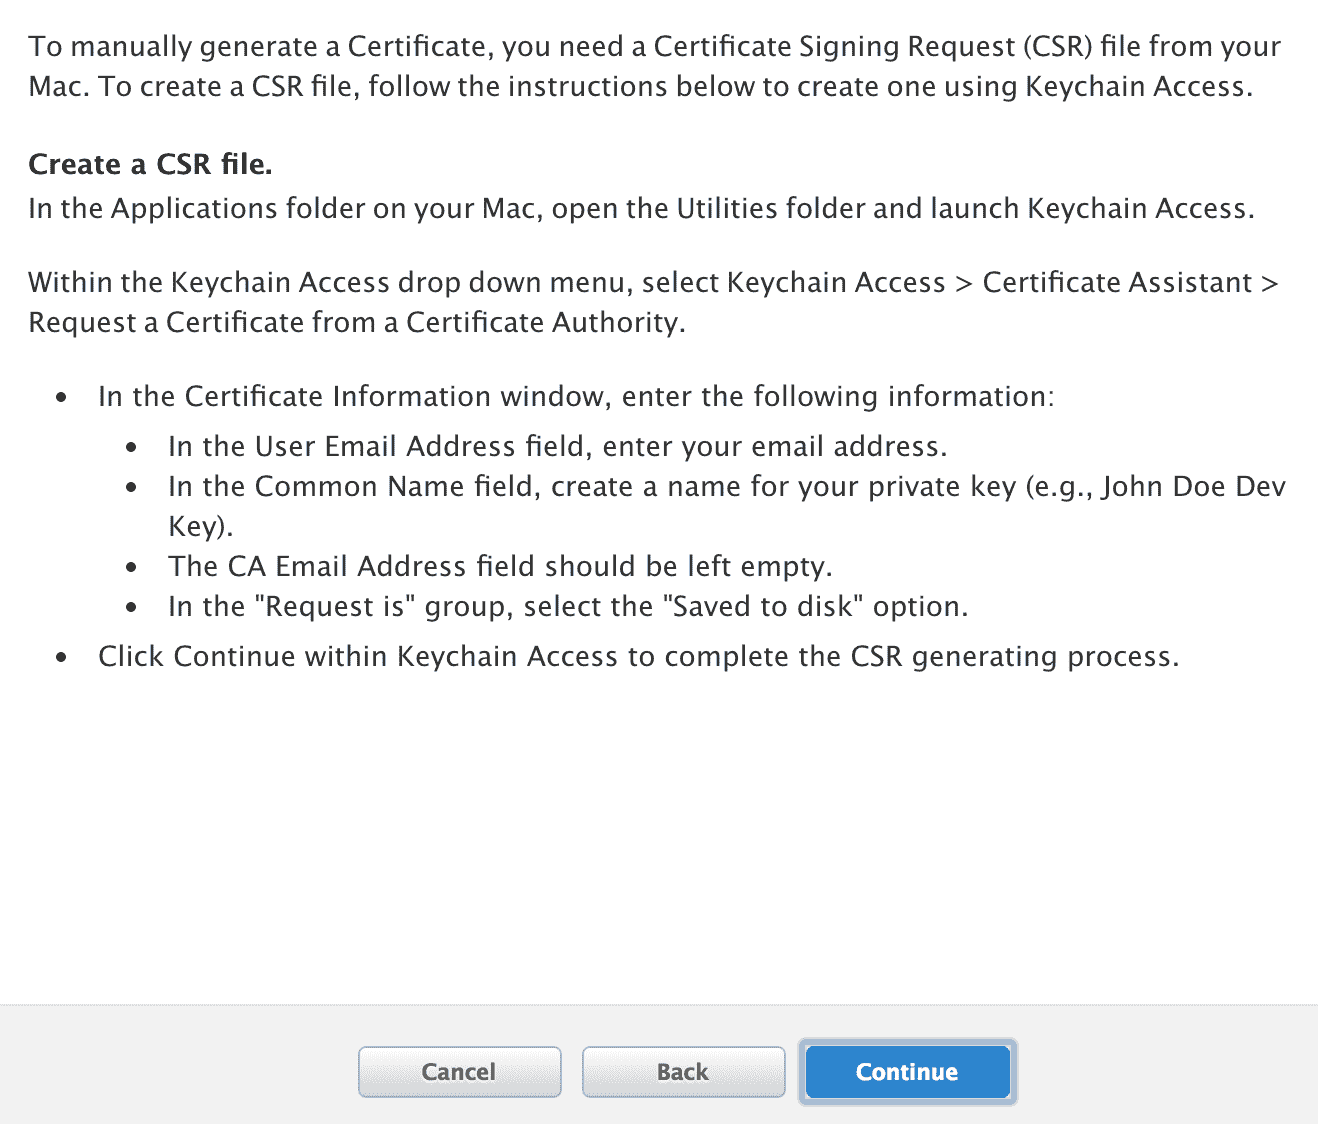 To manually generate a Certificate, you need a Certificate Signing Request (CSR) file from your
Mac. To create a CSR file, follow the instructions below to create one using Keychain Access.
Create a CSR file.
In the Applications folder on your Mac, open the Utilities folder and launch Keychain Access.
Within the Keychain Access drop down menu, select Keychain Access > Certificate Assistant >
Request a Certificate from a Certificate Authority.
• In the Certificate Information window, enter the following information:
• In the User Email Address field, enter your email address.
• In the Common Name field, create a name for your private key (e.g., John Doe Dev
Key).
• The CA Email Address field should be left empty.
• In the "Request is" group, select the "Saved to disk" option.
• Click Continue within Keychain Access to complete the CSR generating process.
Cancel
Back
Continue